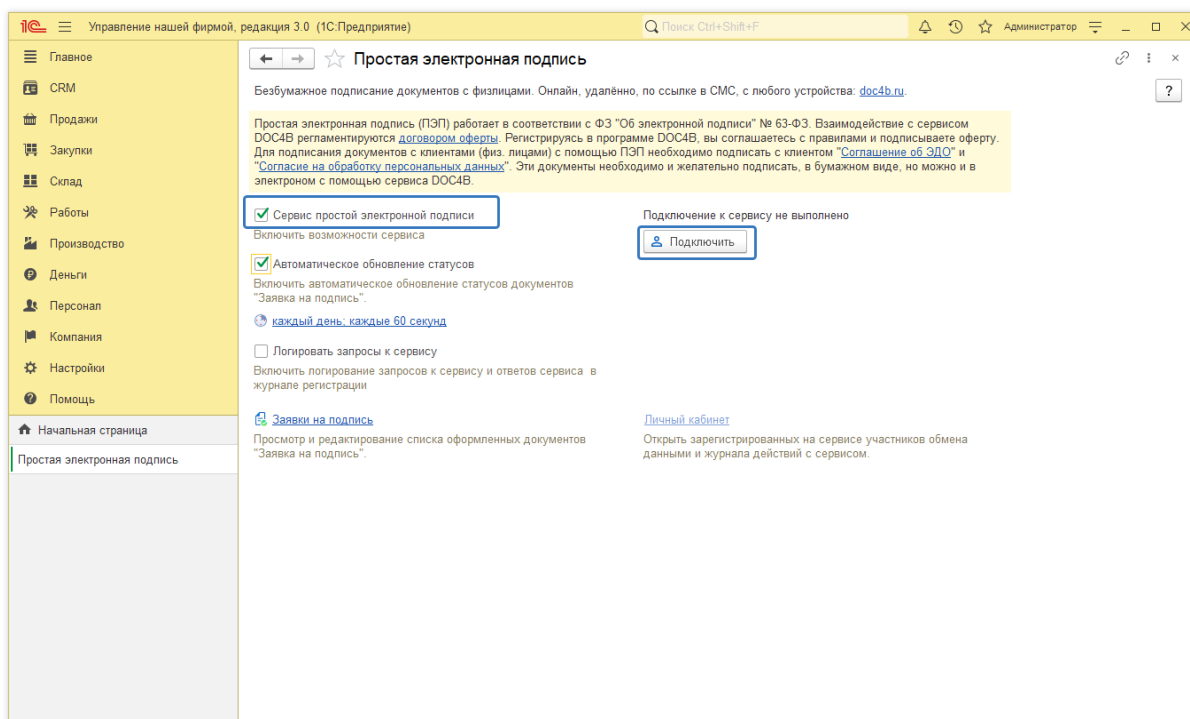 1С Управление нашей фирмой, редакция 3.0 (1С:Предприятие) Поиск Ctrl+Shift+F Администратор
Главное
CRM
Продажи
Закупки
Склад
Работы
Производство
Деньги
Персонал
Компания
Настройки
Помощь
Начальная страница
Простая электронная подпись
Простая электронная подпись
Безбумажное подписание документов с физлицами. Онлайн, удалённо, по ссылке в СМС, с любого устройства: doc4b.ru.
?
Простая электронная подпись (ПЭП) работает в соответствии с ФЗ "Об электронной подписи" № 63-ФЗ. Взаимодействие с сервисом
DOC4B регламентируются договором оферты. Регистрируясь в программе DOC4B, вы соглашаетесь с правилами и подписываете оферту.
Для подписания документов с клиентами (физ. лицами) с помощью ПЭП необходимо подписать с клиентом "Соглашение об ЭДО" и
"Согласие на обработку персональных данных". Эти документы необходимо и желательно подписать, в бумажном виде, но можно и в
электроном с помощью сервиса DOC4B.
Сервис простой электронной подписи
Включить возможности сервиса
Подключение к сервису не выполнено
Подключить
Автоматическое обновление статусов
Включить автоматическое обновление статусов документов
"Заявка на подпись".
каждый день; каждые 60 секунд
Логировать запросы к сервису
Включить логирование запросов к сервису и ответов сервиса в
журнале регистрации
Заявки на подпись
Просмотр и редактирование списка оформленных документов
"Заявка на подпись".
Личный кабинет
Открыть зарегистрированных на сервисе участников обмена
данными и журнала действий с сервисом.